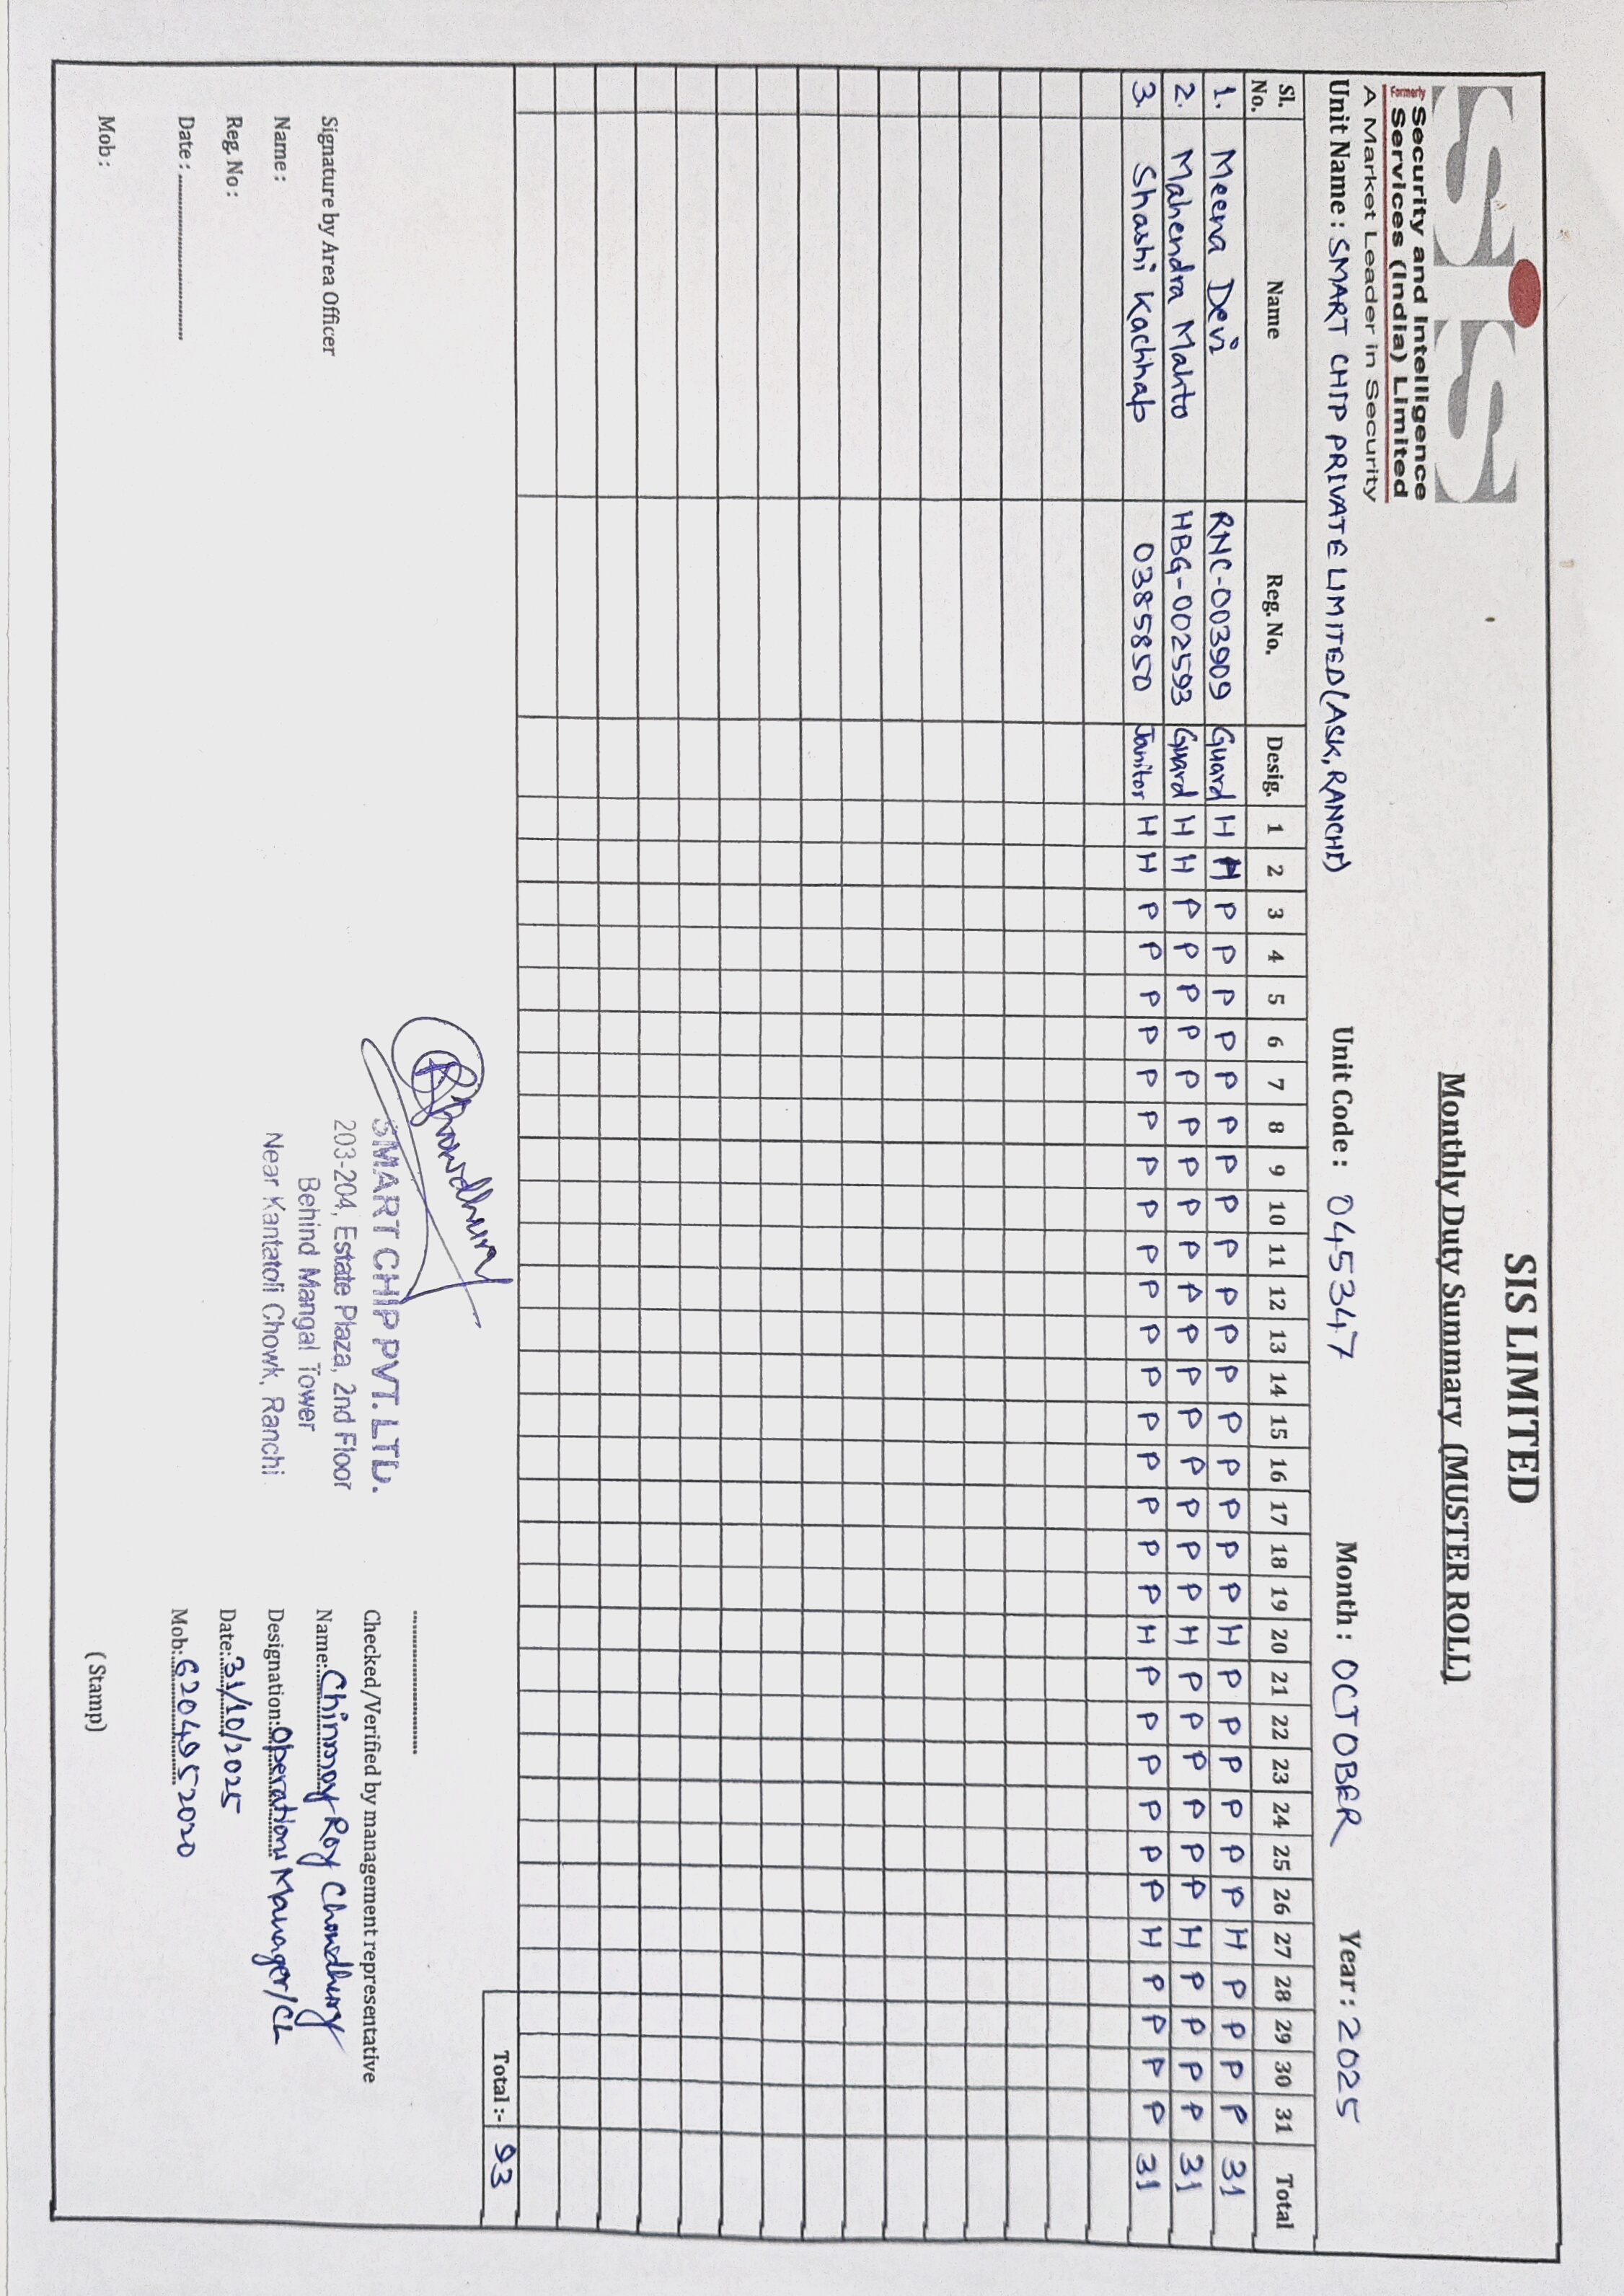 SIS LIMITED
SiS
Formerly Security and Intelligence
Services (India) Limited
A Market Leader in Security
Monthly Duty Summary (MUSTER ROLL)
Unit Name : SMART CHIP PRIVATE LIMITED (ASK, RANCHI) Unit Code : 045347 Month : OCTOBER Year : 2025
Sl. No. Name Reg. No. Desig. 1 2 3 4 5 6 7 8 9 10 11 12 13 14 15 16 17 18 19 20 21 22 23 24 25 26 27 28 29 30 31 Total
1. Meena Devi RNC-003909 Guard H H P P P P P P P P P P P P P P P P P H P P P P P P H P P P P 31
2. Mahendra Mahto HBG-002593 Guard H H P P P P P P P P P P P P P P P P P H P P P P P P H P P P P 31
3. Shashi Kachhap 0385850 Janitor H H P P P P P P P P P P P P P P P P P H P P P P P P H P P P P 31
Total :- 93
Signature by Area Officer
Name :
Reg. No :
Date :
Mob :
Chowdhury
SMART CHIP PVT. LTD.
203-204, Estate Plaza, 2nd Floor
Behind Mangal Tower
Near Kantatoli Chowk, Ranchi
Checked/Verified by management representative
Name: Chinmoy Roy Chowdhury
Designation: Operations Manager/CL
Date: 31/10/2025
Mob: 6204952020
( Stamp)